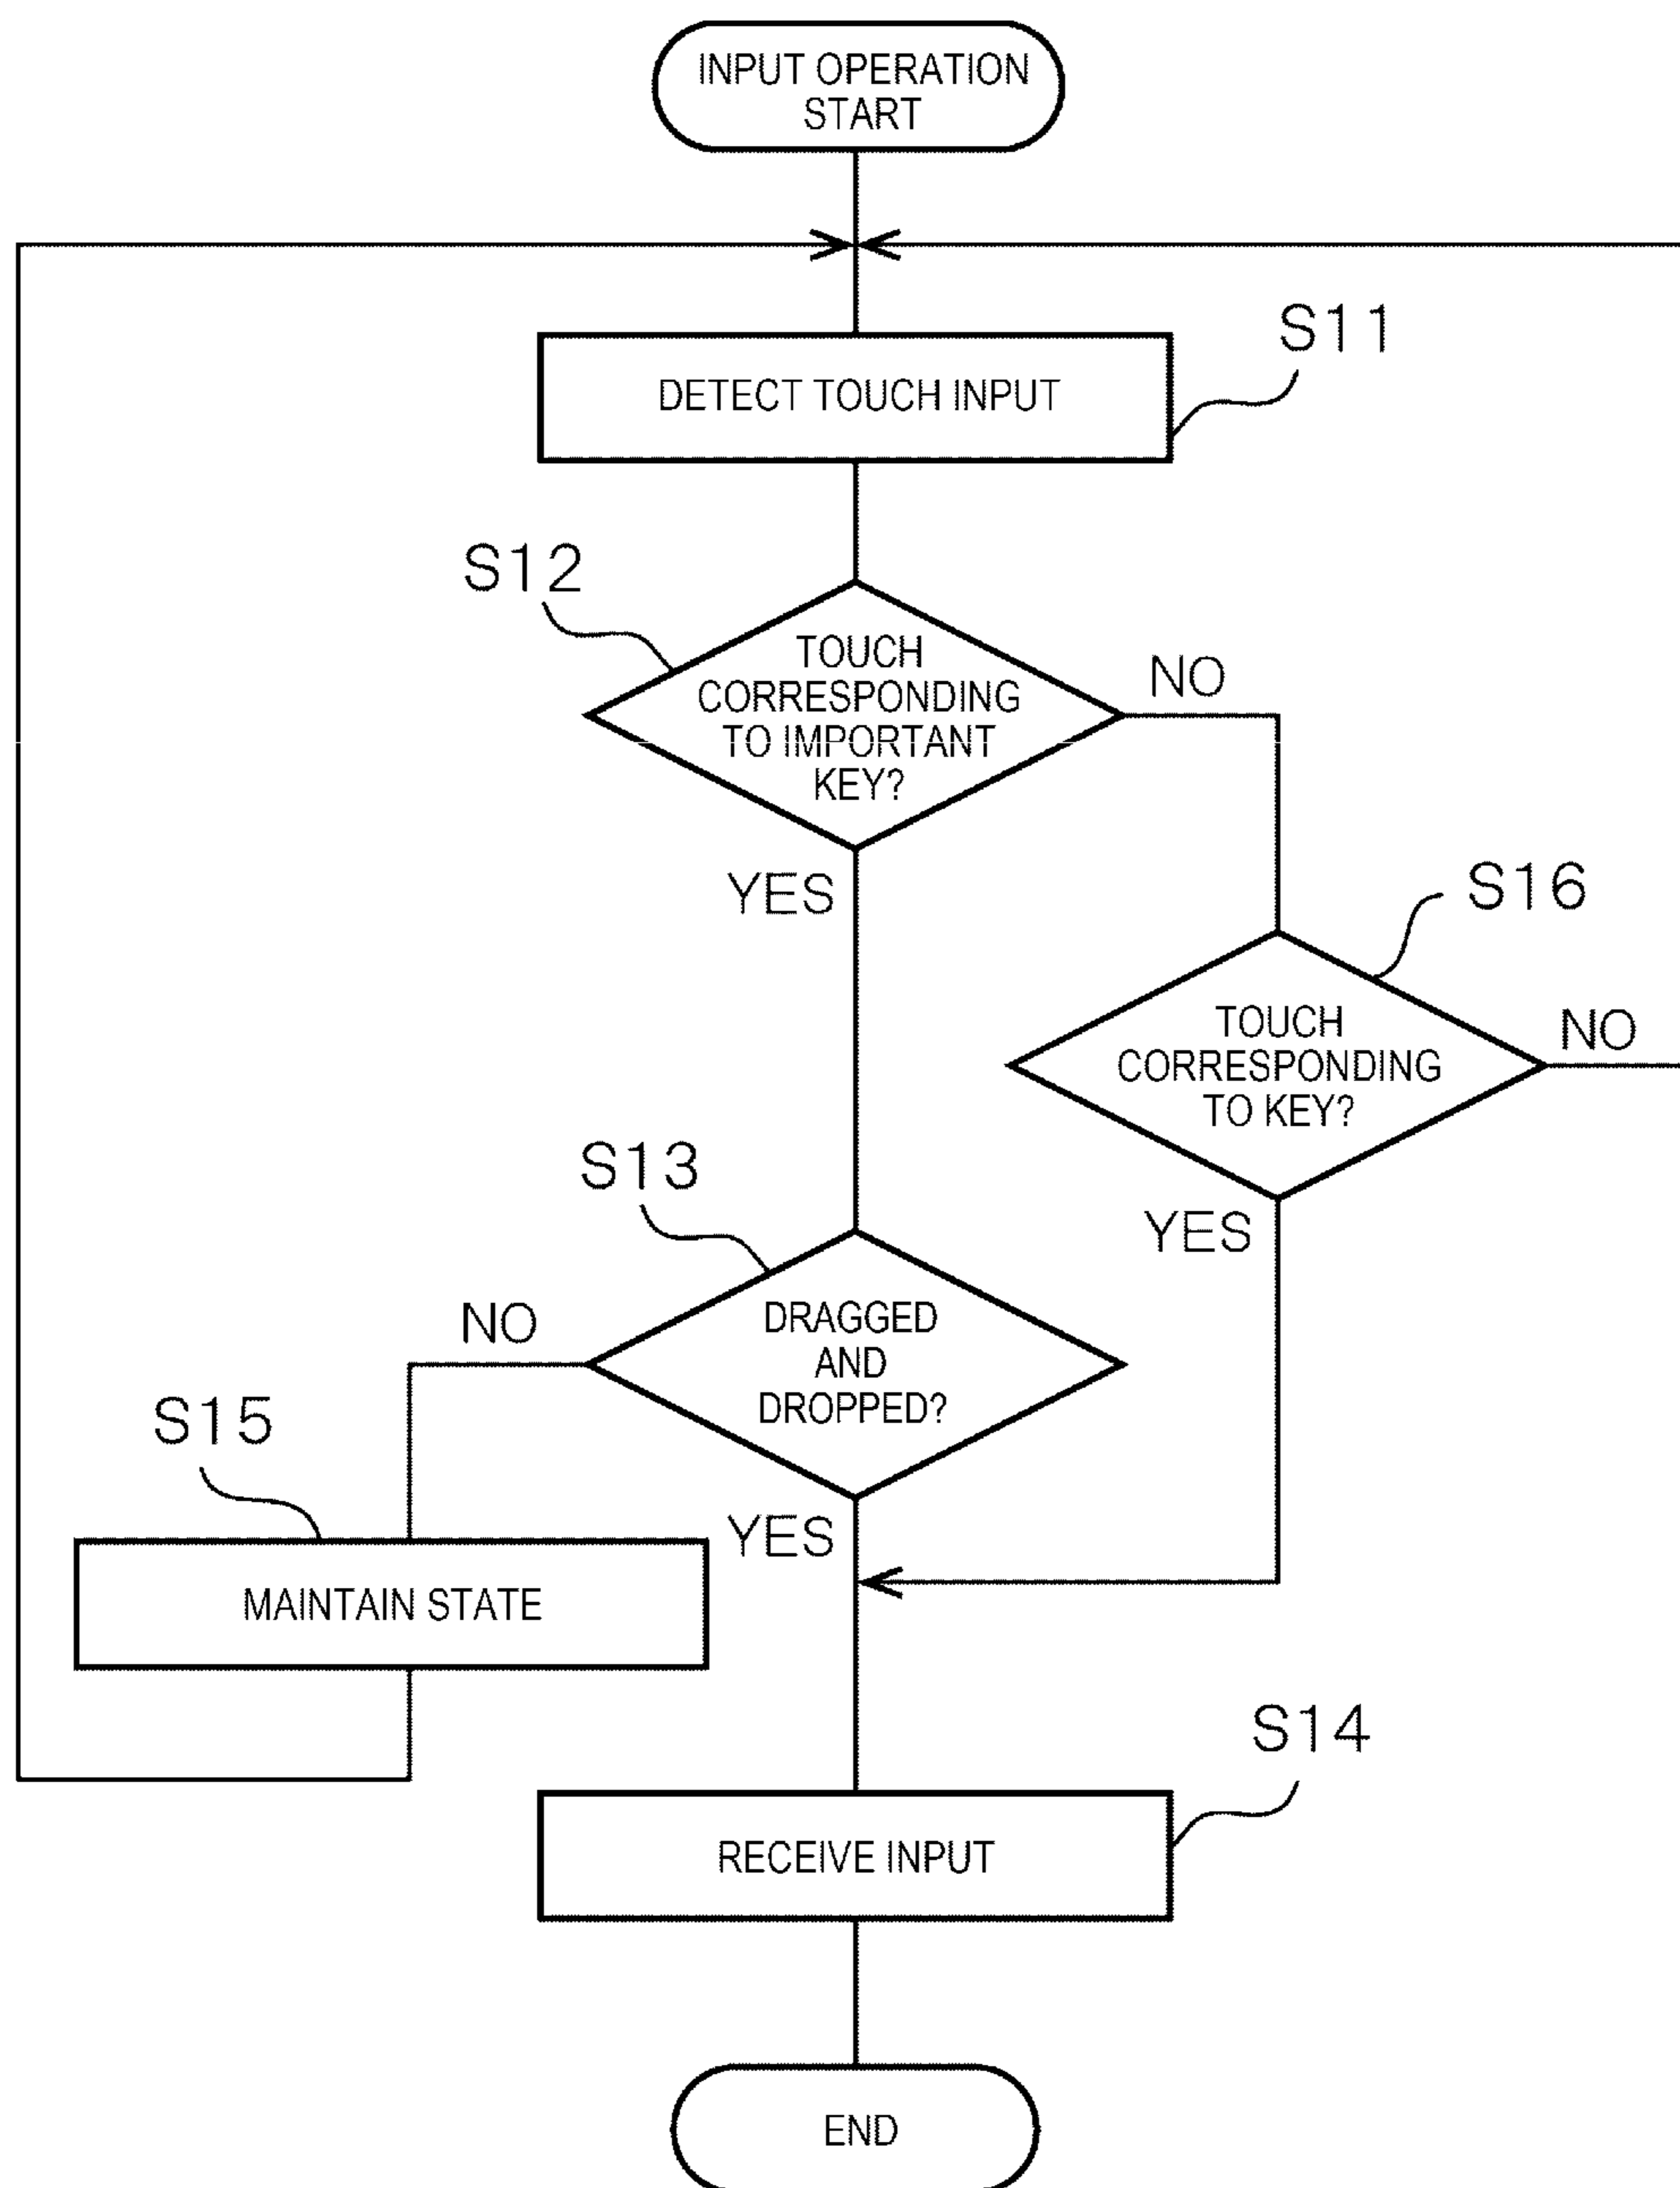 INPUT OPERATION
START
S11
DETECT TOUCH INPUT
S12
TOUCH
CORRESPONDING
TO IMPORTANT
KEY?
NO
YES
S16
TOUCH
CORRESPONDING
TO KEY?
NO
YES
S13
DRAGGED
AND
DROPPED?
NO
YES
S15
MAINTAIN STATE
S14
RECEIVE INPUT
END